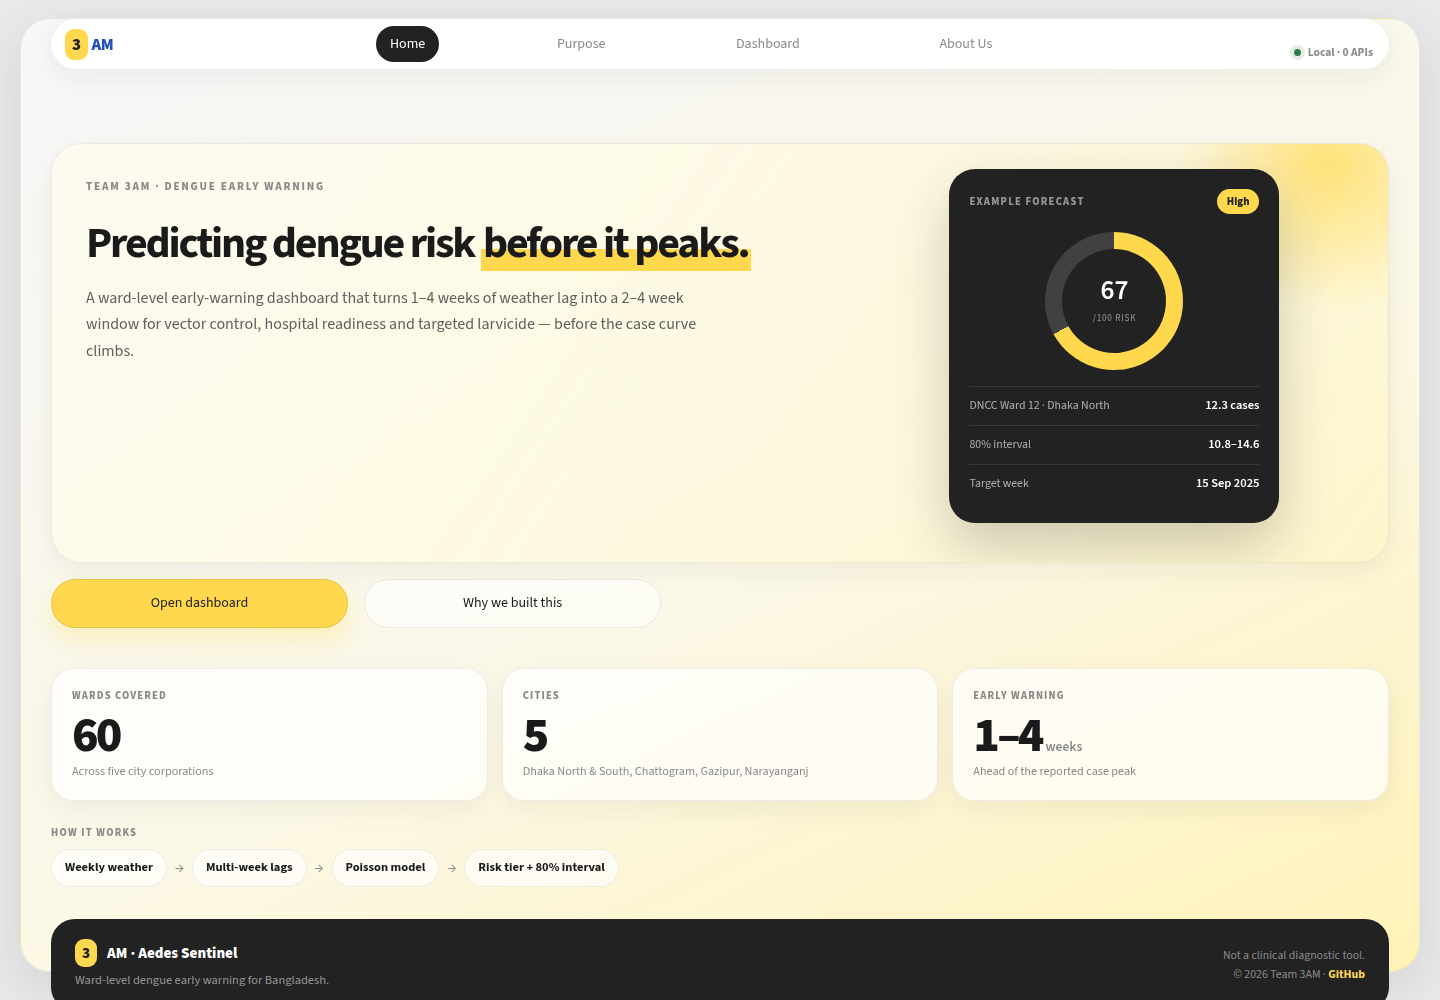 3 AM
Home
Purpose
Dashboard
About Us
Local · 0 APIs
TEAM 3AM · DENGUE EARLY WARNING
Predicting dengue risk before it peaks.
A ward-level early-warning dashboard that turns 1–4 weeks of weather lag into a 2–4 week
window for vector control, hospital readiness and targeted larvicide — before the case curve
climbs.
EXAMPLE FORECAST
High
67
/100 RISK
DNCC Ward 12 · Dhaka North 12.3 cases
80% interval 10.8–14.6
Target week 15 Sep 2025
Open dashboard
Why we built this
WARDS COVERED
60
Across five city corporations
CITIES
5
Dhaka North & South, Chattogram, Gazipur, Narayanganj
EARLY WARNING
1–4 weeks
Ahead of the reported case peak
HOW IT WORKS
Weekly weather → Multi-week lags → Poisson model → Risk tier + 80% interval
3 AM · Aedes Sentinel
Ward-level dengue early warning for Bangladesh.
Not a clinical diagnostic tool.
© 2026 Team 3AM · GitHub